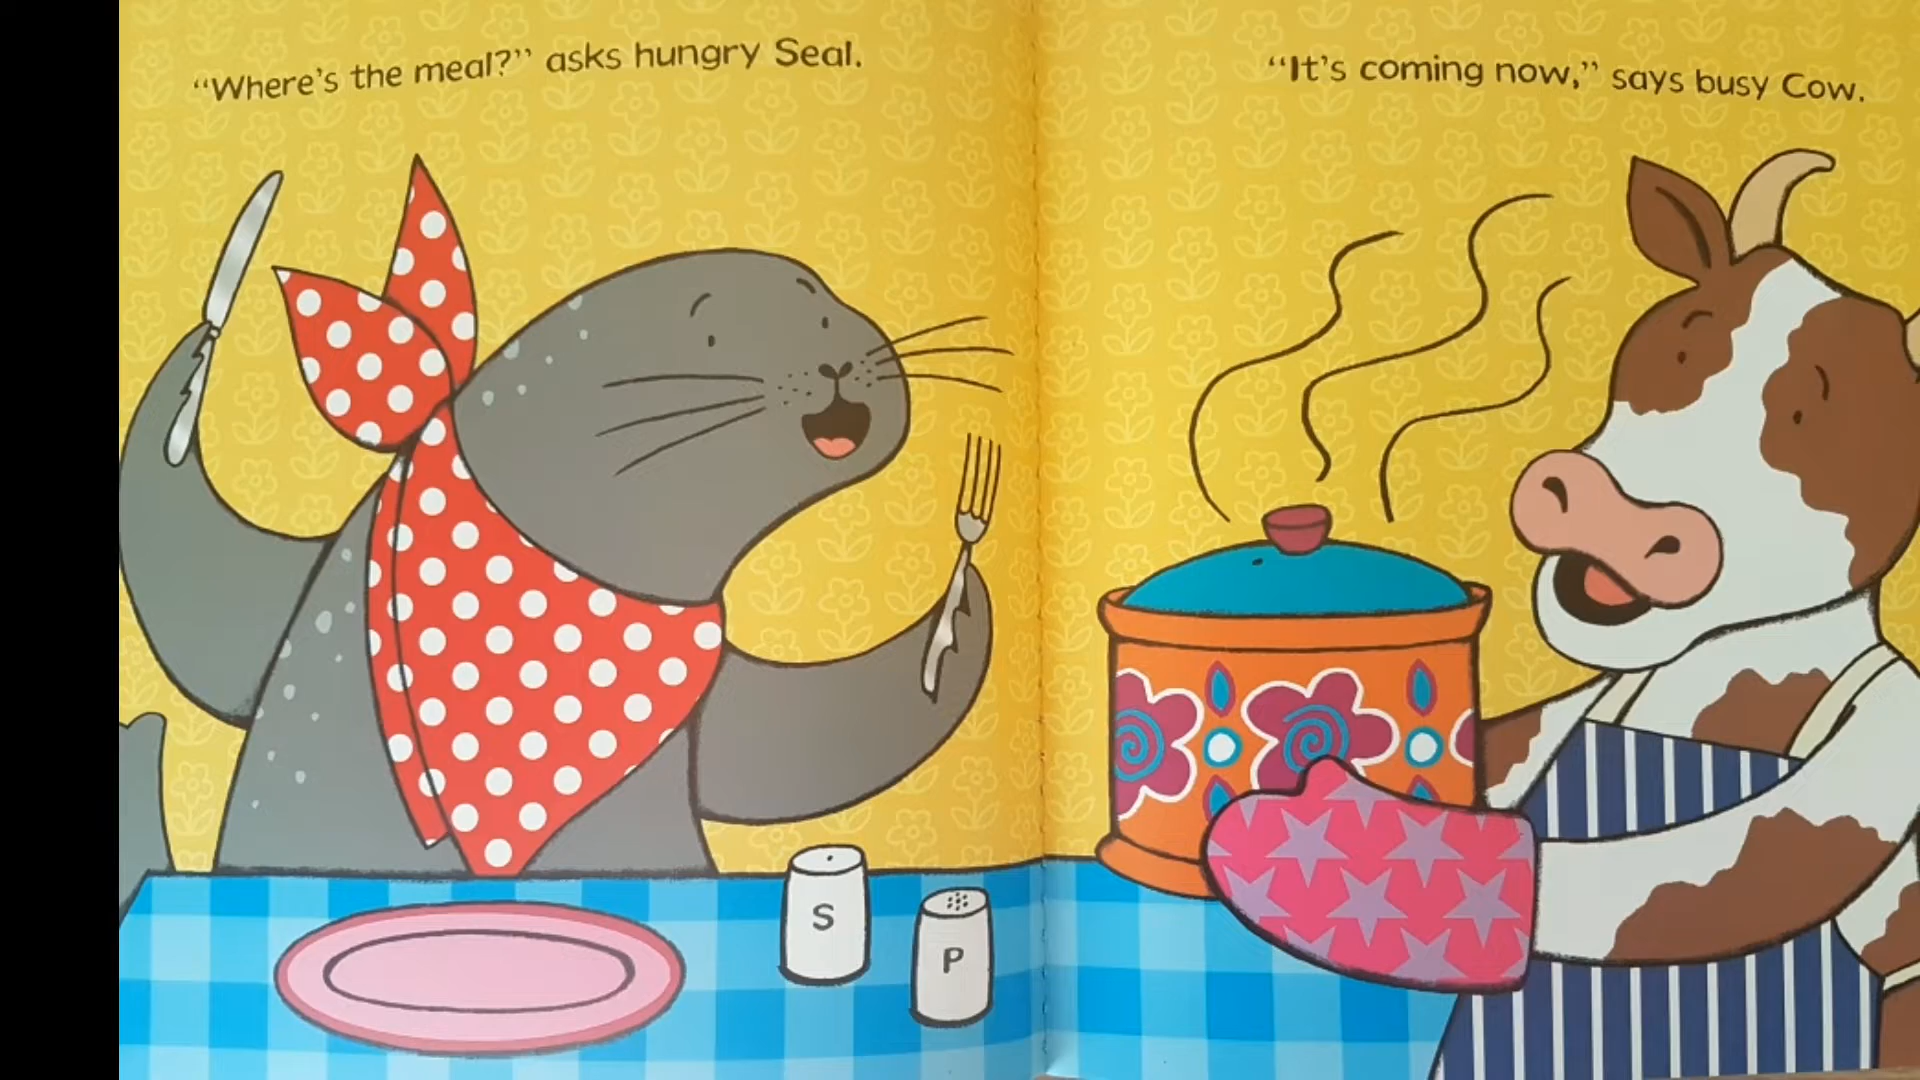 “Where’s the meal?” asks hungry Seal.
“It’s coming now,” says busy Cow.
S
P